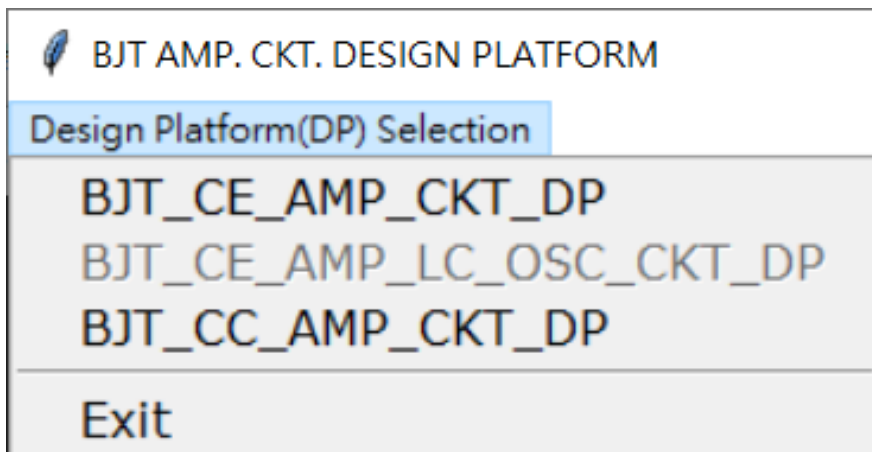 BJT AMP. CKT. DESIGN PLATFORM
Design Platform(DP) Selection
BJT_CE_AMP_CKT_DP
BJT_CE_AMP_LC_OSC_CKT_DP
BJT_CC_AMP_CKT_DP
Exit